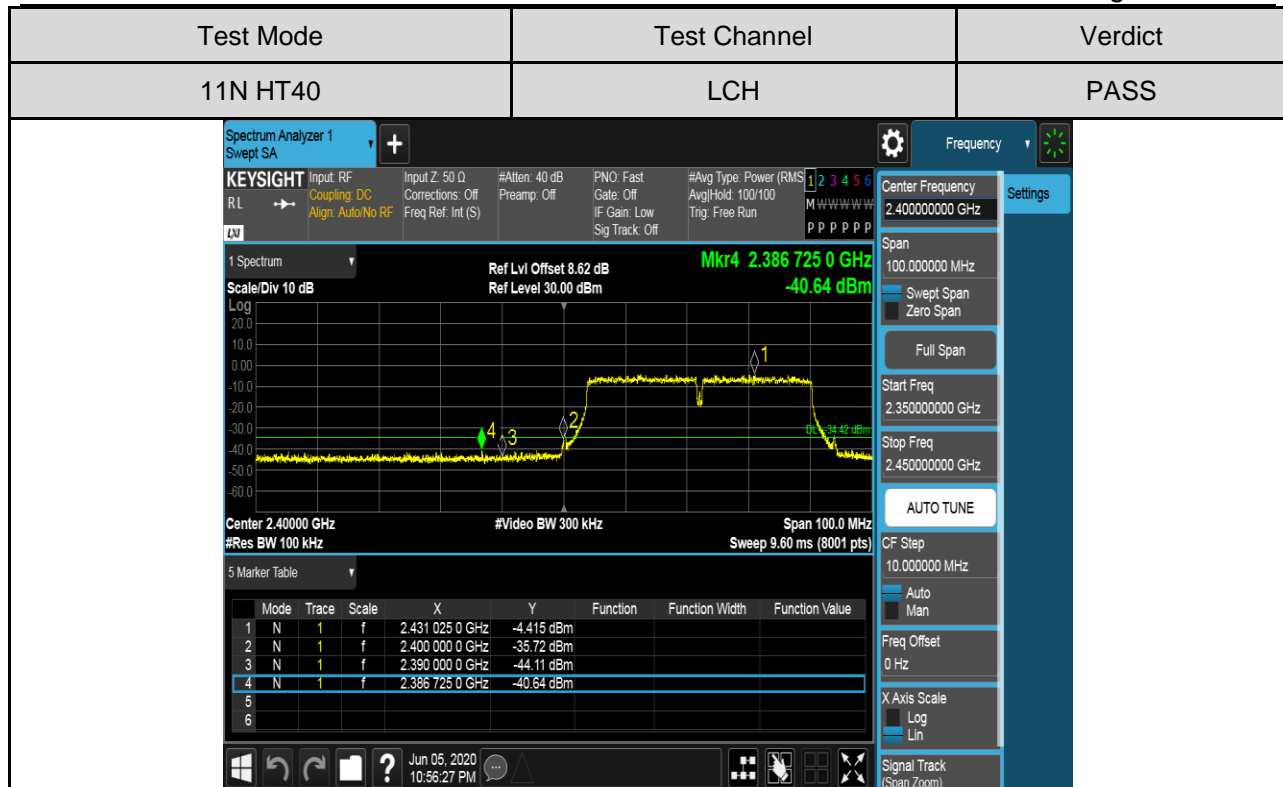 Test Mode Test Channel Verdict
11N HT40 LCH PASS
Spectrum Analyzer 1
Swept SA
Frequency
KEYSIGHT Input: RF Input Z: 50 Ω #Atten: 40 dB PNO: Fast #Avg Type: Power (RMS 1 2 3 4 5 6
RL Coupling: DC Corrections: Off Preamp: Off Gate: Off Avg|Hold: 100/100 M W W W W W
Align: Auto/No RF Freq Ref: Int (S) IF Gain: Low Trig: Free Run
LXI Sig Track: Off P P P P P P
Center Frequency
2.400000000 GHz
Settings
1 Spectrum
Ref Lvl Offset 8.62 dB Mkr4 2.386 725 0 GHz
Scale/Div 10 dB Ref Level 30.00 dBm -40.64 dBm
Log
20.0
10.0
0.00
-10.0
-20.0
-30.0
-40.0
-50.0
-60.0
1
2
3
4
DL1 -34.42 dBm
Center 2.40000 GHz #Video BW 300 kHz Span 100.0 MHz
#Res BW 100 kHz Sweep 9.60 ms (8001 pts)
Span
100.000000 MHz
Swept Span
Zero Span
Full Span
Start Freq
2.350000000 GHz
Stop Freq
2.450000000 GHz
AUTO TUNE
CF Step
10.000000 MHz
Auto
Man
Freq Offset
0 Hz
X Axis Scale
Log
Lin
Signal Track
(Span Zoom)
5 Marker Table
Mode Trace Scale X Y Function Function Width Function Value
1 N 1 f 2.431 025 0 GHz -4.415 dBm
2 N 1 f 2.400 000 0 GHz -35.72 dBm
3 N 1 f 2.390 000 0 GHz -44.11 dBm
4 N 1 f 2.386 725 0 GHz -40.64 dBm
5
6
? Jun 05, 2020
10:56:27 PM